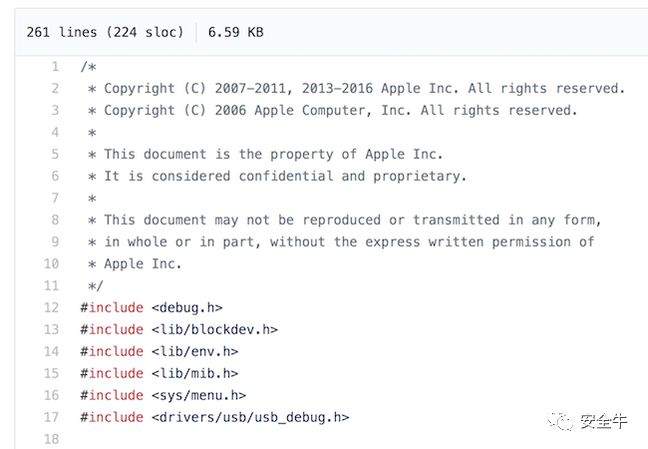 261 lines (224 sloc) 6.59 KB
1 /*
2 * Copyright (C) 2007-2011, 2013-2016 Apple Inc. All rights reserved.
3 * Copyright (C) 2006 Apple Computer, Inc. All rights reserved.
4 *
5 * This document is the property of Apple Inc.
6 * It is considered confidential and proprietary.
7 *
8 * This document may not be reproduced or transmitted in any form,
9 * in whole or in part, without the express written permission of
10 * Apple Inc.
11 */
12 #include <debug.h>
13 #include <lib/blockdev.h>
14 #include <lib/env.h>
15 #include <lib/mib.h>
16 #include <sys/menu.h>
17 #include <drivers/usb/usb_debug.h>
18
安全牛